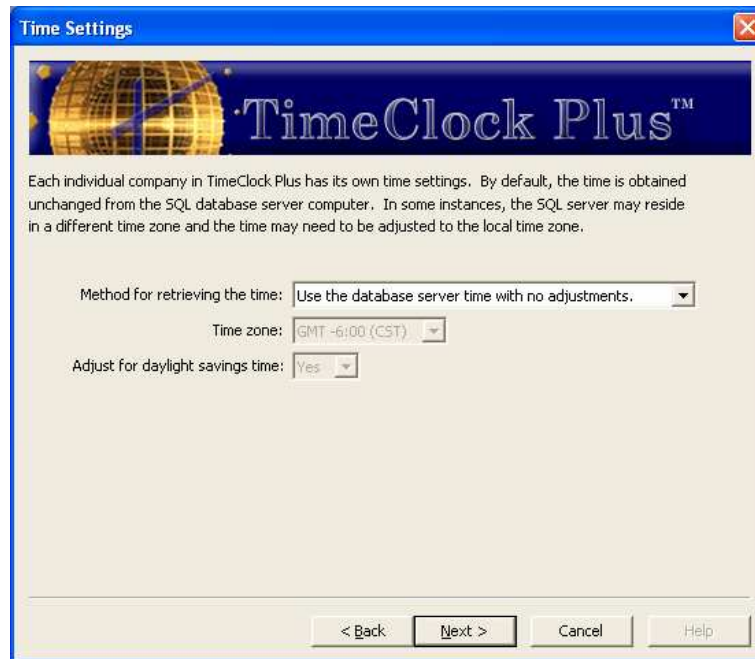 Time Settings
TimeClock Plus™
Each individual company in TimeClock Plus has its own time settings. By default, the time is obtained
unchanged from the SQL database server computer. In some instances, the SQL server may reside
in a different time zone and the time may need to be adjusted to the local time zone.
Method for retrieving the time: Use the database server time with no adjustments.
Time zone: GMT -6:00 (CST)
Adjust for daylight savings time: Yes
< Back Next > Cancel Help